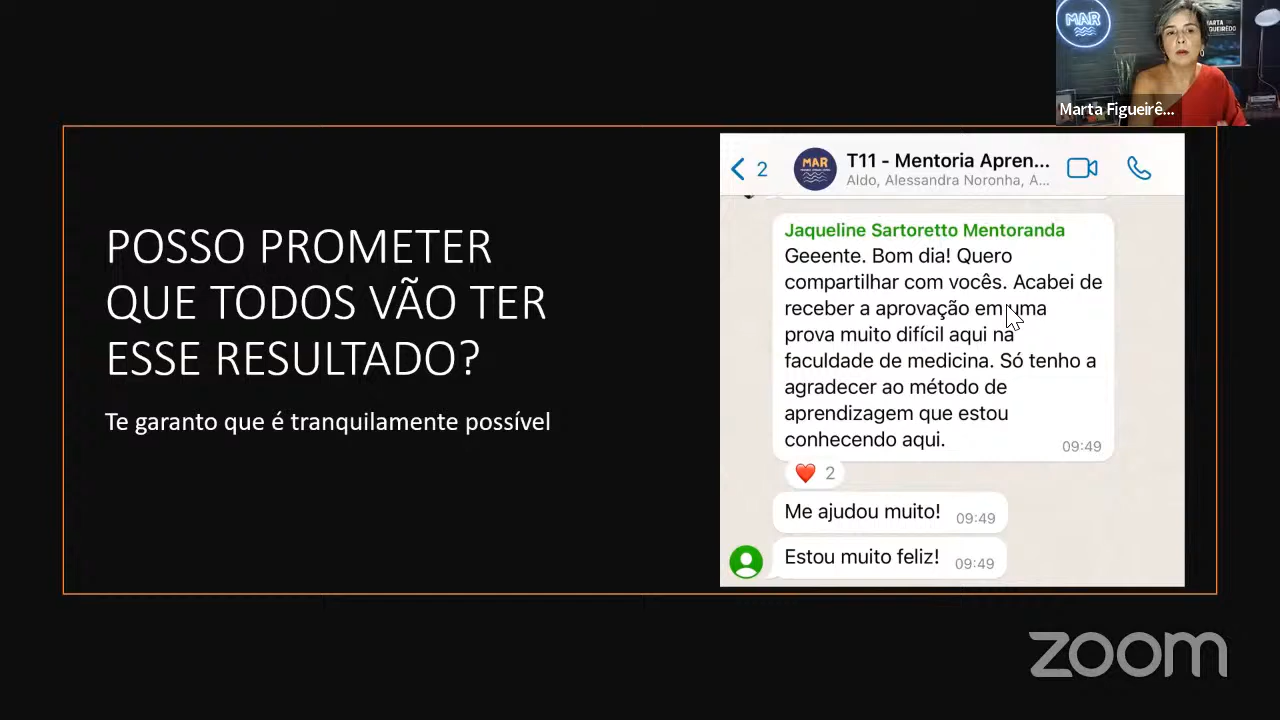 MAR
MARTA
Marta Figueirê...
POSSO PROMETER
QUE TODOS VÃO TER
ESSE RESULTADO?
Te garanto que é tranquilamente possível
2
MAR
T11 - Mentoria Apren...
Aldo, Alessandra Noronha, A...
Jaqueline Sartoretto Mentoranda
Geeente. Bom dia! Quero
compartilhar com vocês. Acabei de
receber a aprovação em uma
prova muito difícil aqui na
faculdade de medicina. Só tenho a
agradecer ao método de
aprendizagem que estou
conhecendo aqui.
09:49
❤️ 2
Me ajudou muito! 09:49
Estou muito feliz! 09:49
zoom